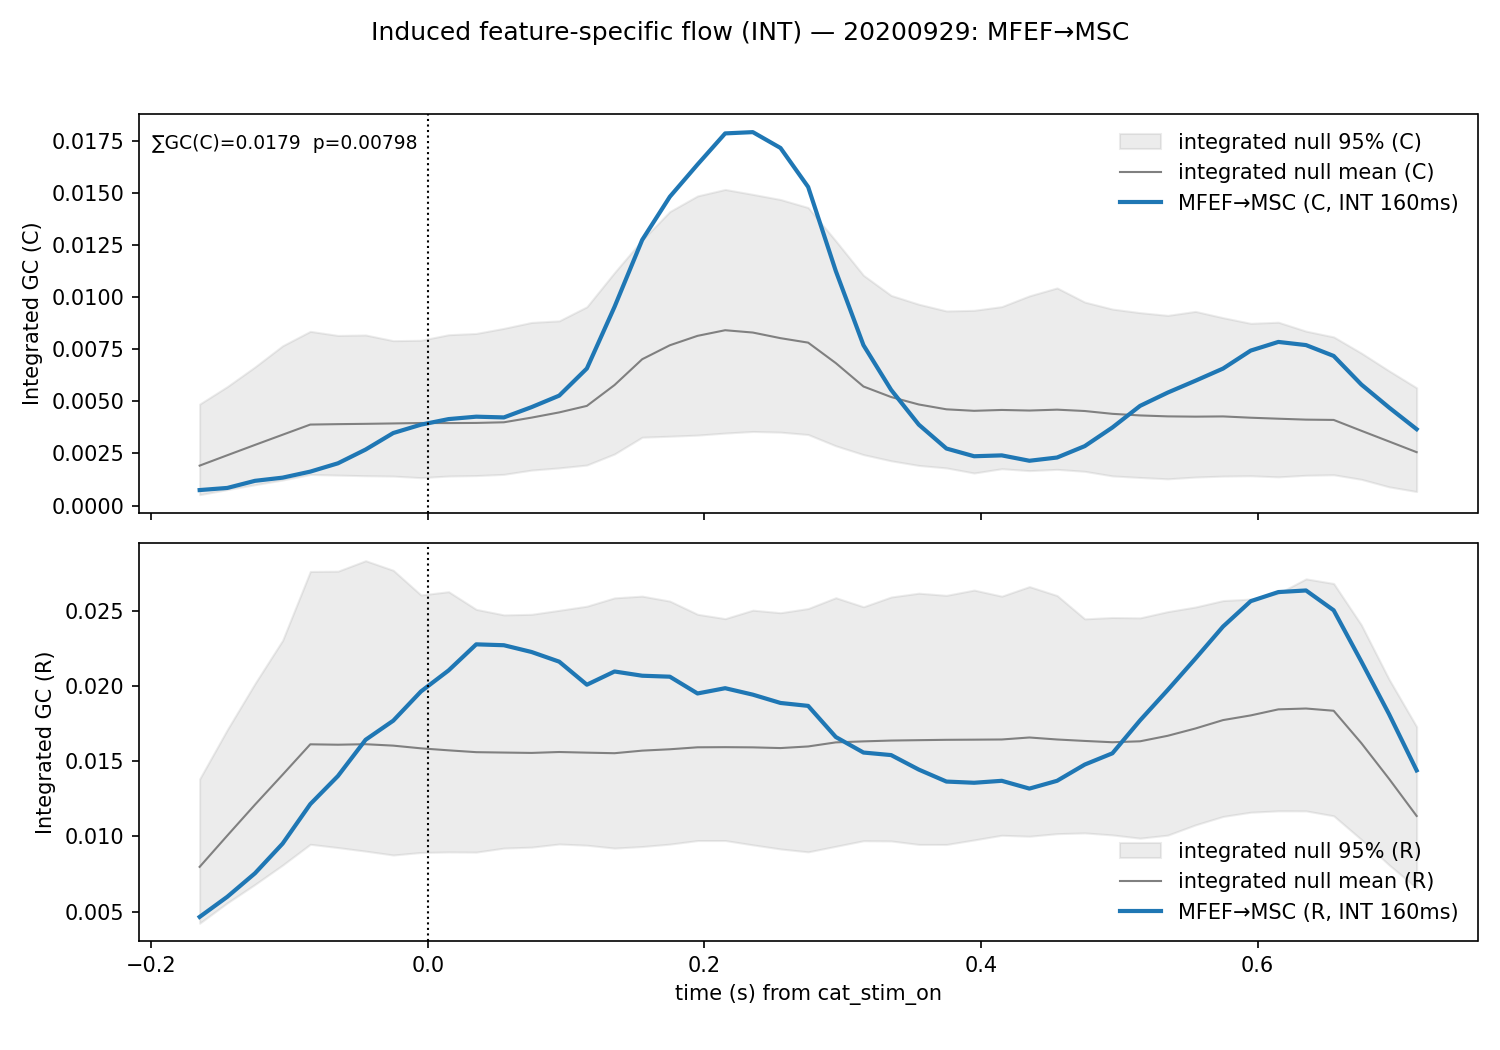 Induced feature-specific flow (INT) — 20200929: MFEF→MSC
∑GC(C)=0.0179  p=0.00798
integrated null 95% (C)
integrated null mean (C)
MFEF→MSC (C, INT 160ms)
Integrated GC (C)
0.0175
0.0150
0.0125
0.0100
0.0075
0.0050
0.0025
0.0000
Integrated GC (R)
0.025
0.020
0.015
0.010
0.005
integrated null 95% (R)
integrated null mean (R)
MFEF→MSC (R, INT 160ms)
−0.2 0.0 0.2 0.4 0.6
time (s) from cat_stim_on